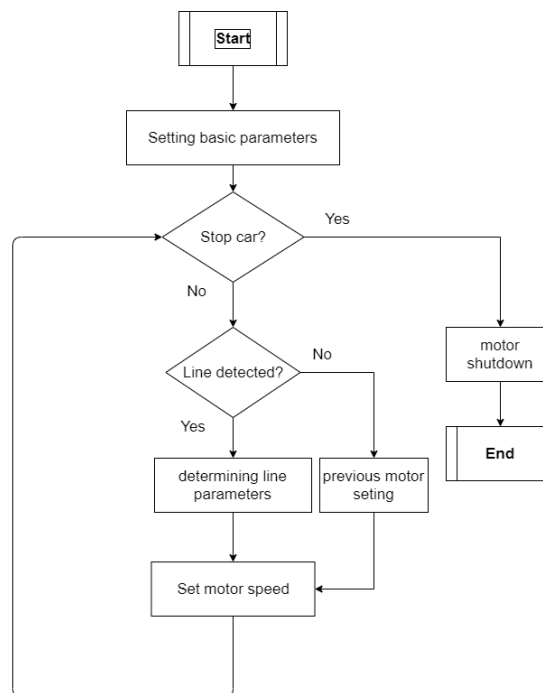 Start
Setting basic parameters
Stop car?
Yes
No
motor
shutdown
Line detected?
No
Yes
End
determining line
parameters
previous motor
seting
Set motor speed